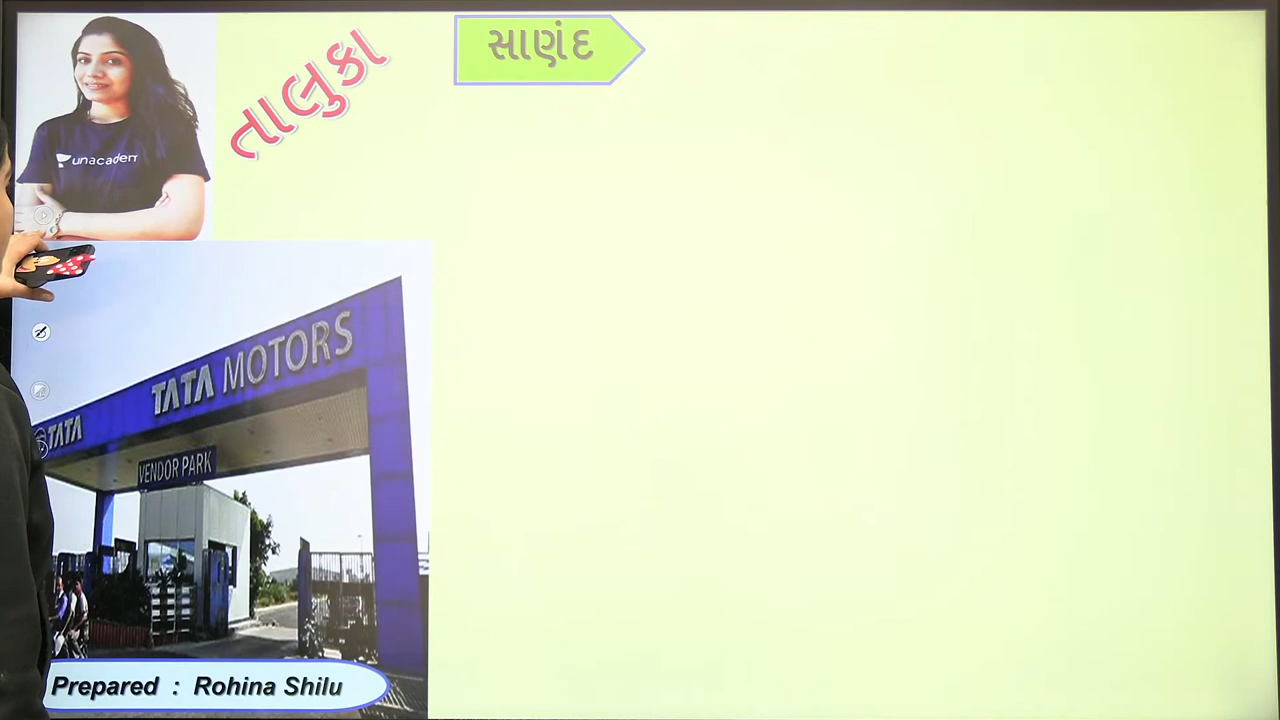 તાલુકા
સાણંદ
unacadem
TATA MOTORS
TATA
VENDOR PARK
Prepared : Rohina Shilu